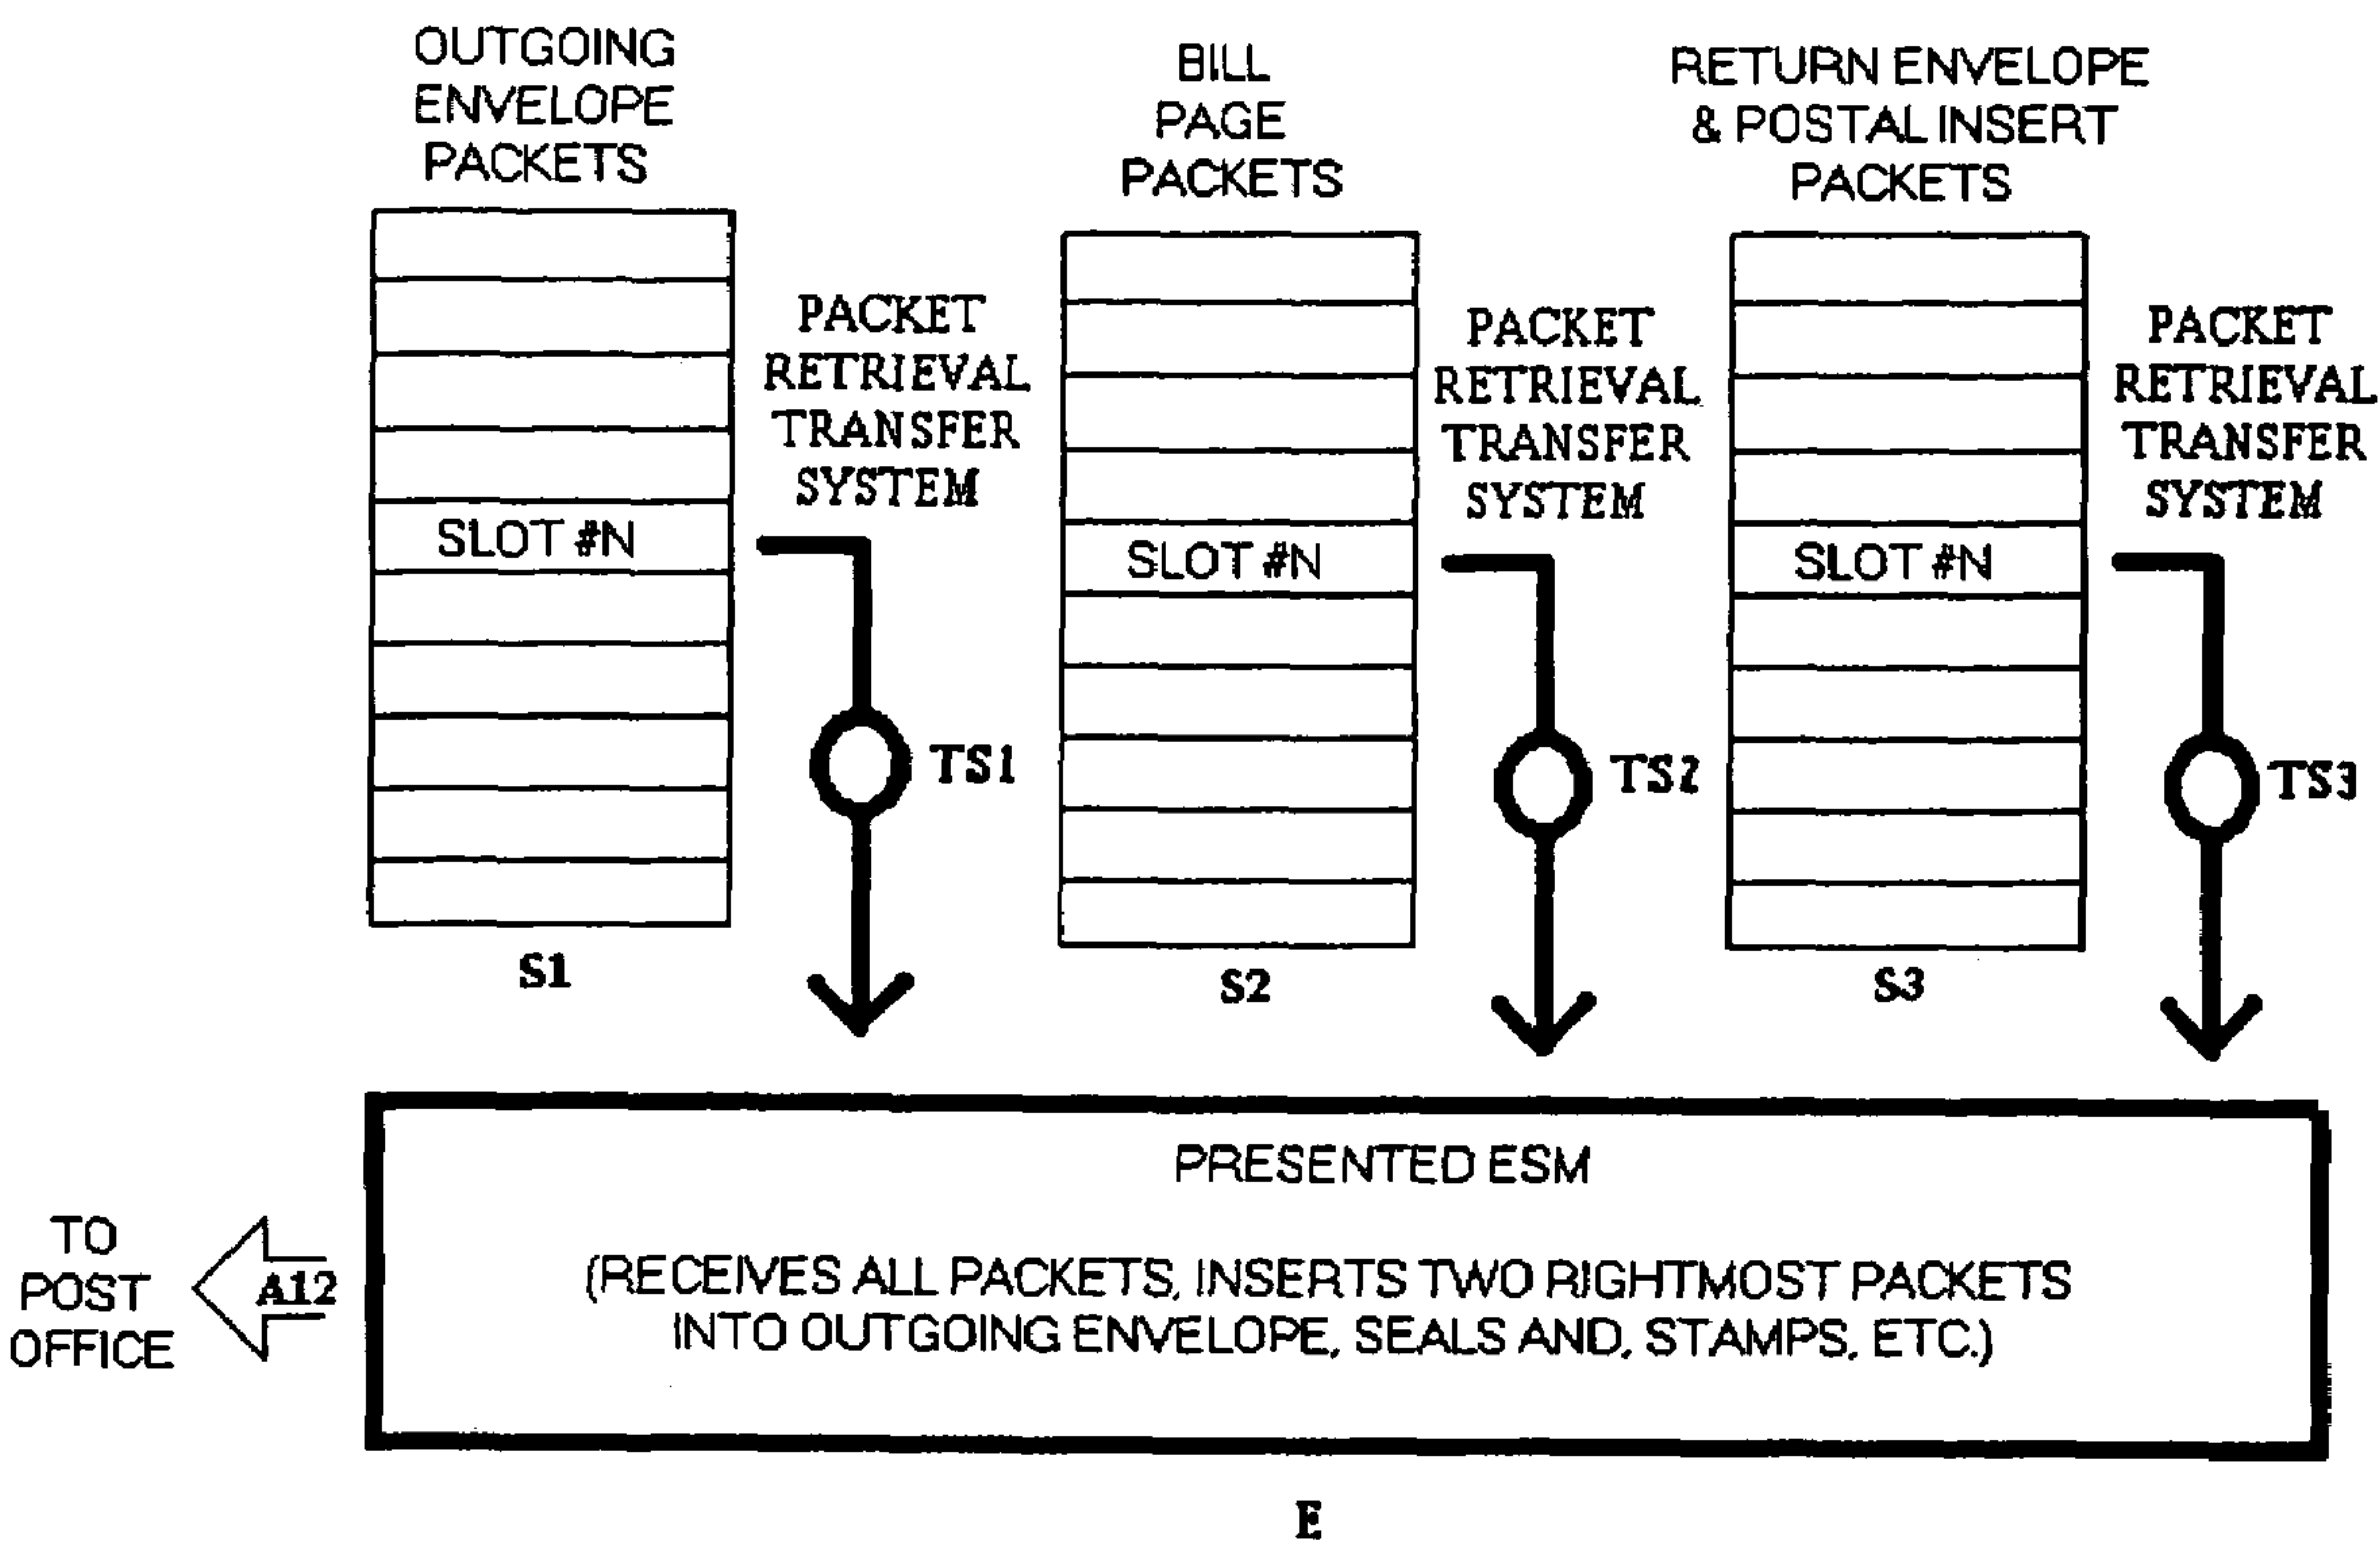 OUTGOING
ENVELOPE
PACKETS
BILL
PAGE
PACKETS
RETURN ENVELOPE
& POSTAL INSERT
PACKETS
PACKET
RETRIEVAL
TRANSFER
SYSTEM
PACKET
RETRIEVAL
TRANSFER
SYSTEM
PACKET
RETRIEVAL
TRANSFER
SYSTEM
SLOT #N
SLOT #N
SLOT #N
TS1
TS2
TS3
S1
S2
S3
PRESENTED ESM
(RECEIVES ALL PACKETS, INSERTS TWO RIGHTMOST PACKETS
INTO OUTGOING ENVELOPE, SEALS AND, STAMPS, ETC.)
TO
POST
OFFICE
A12
E